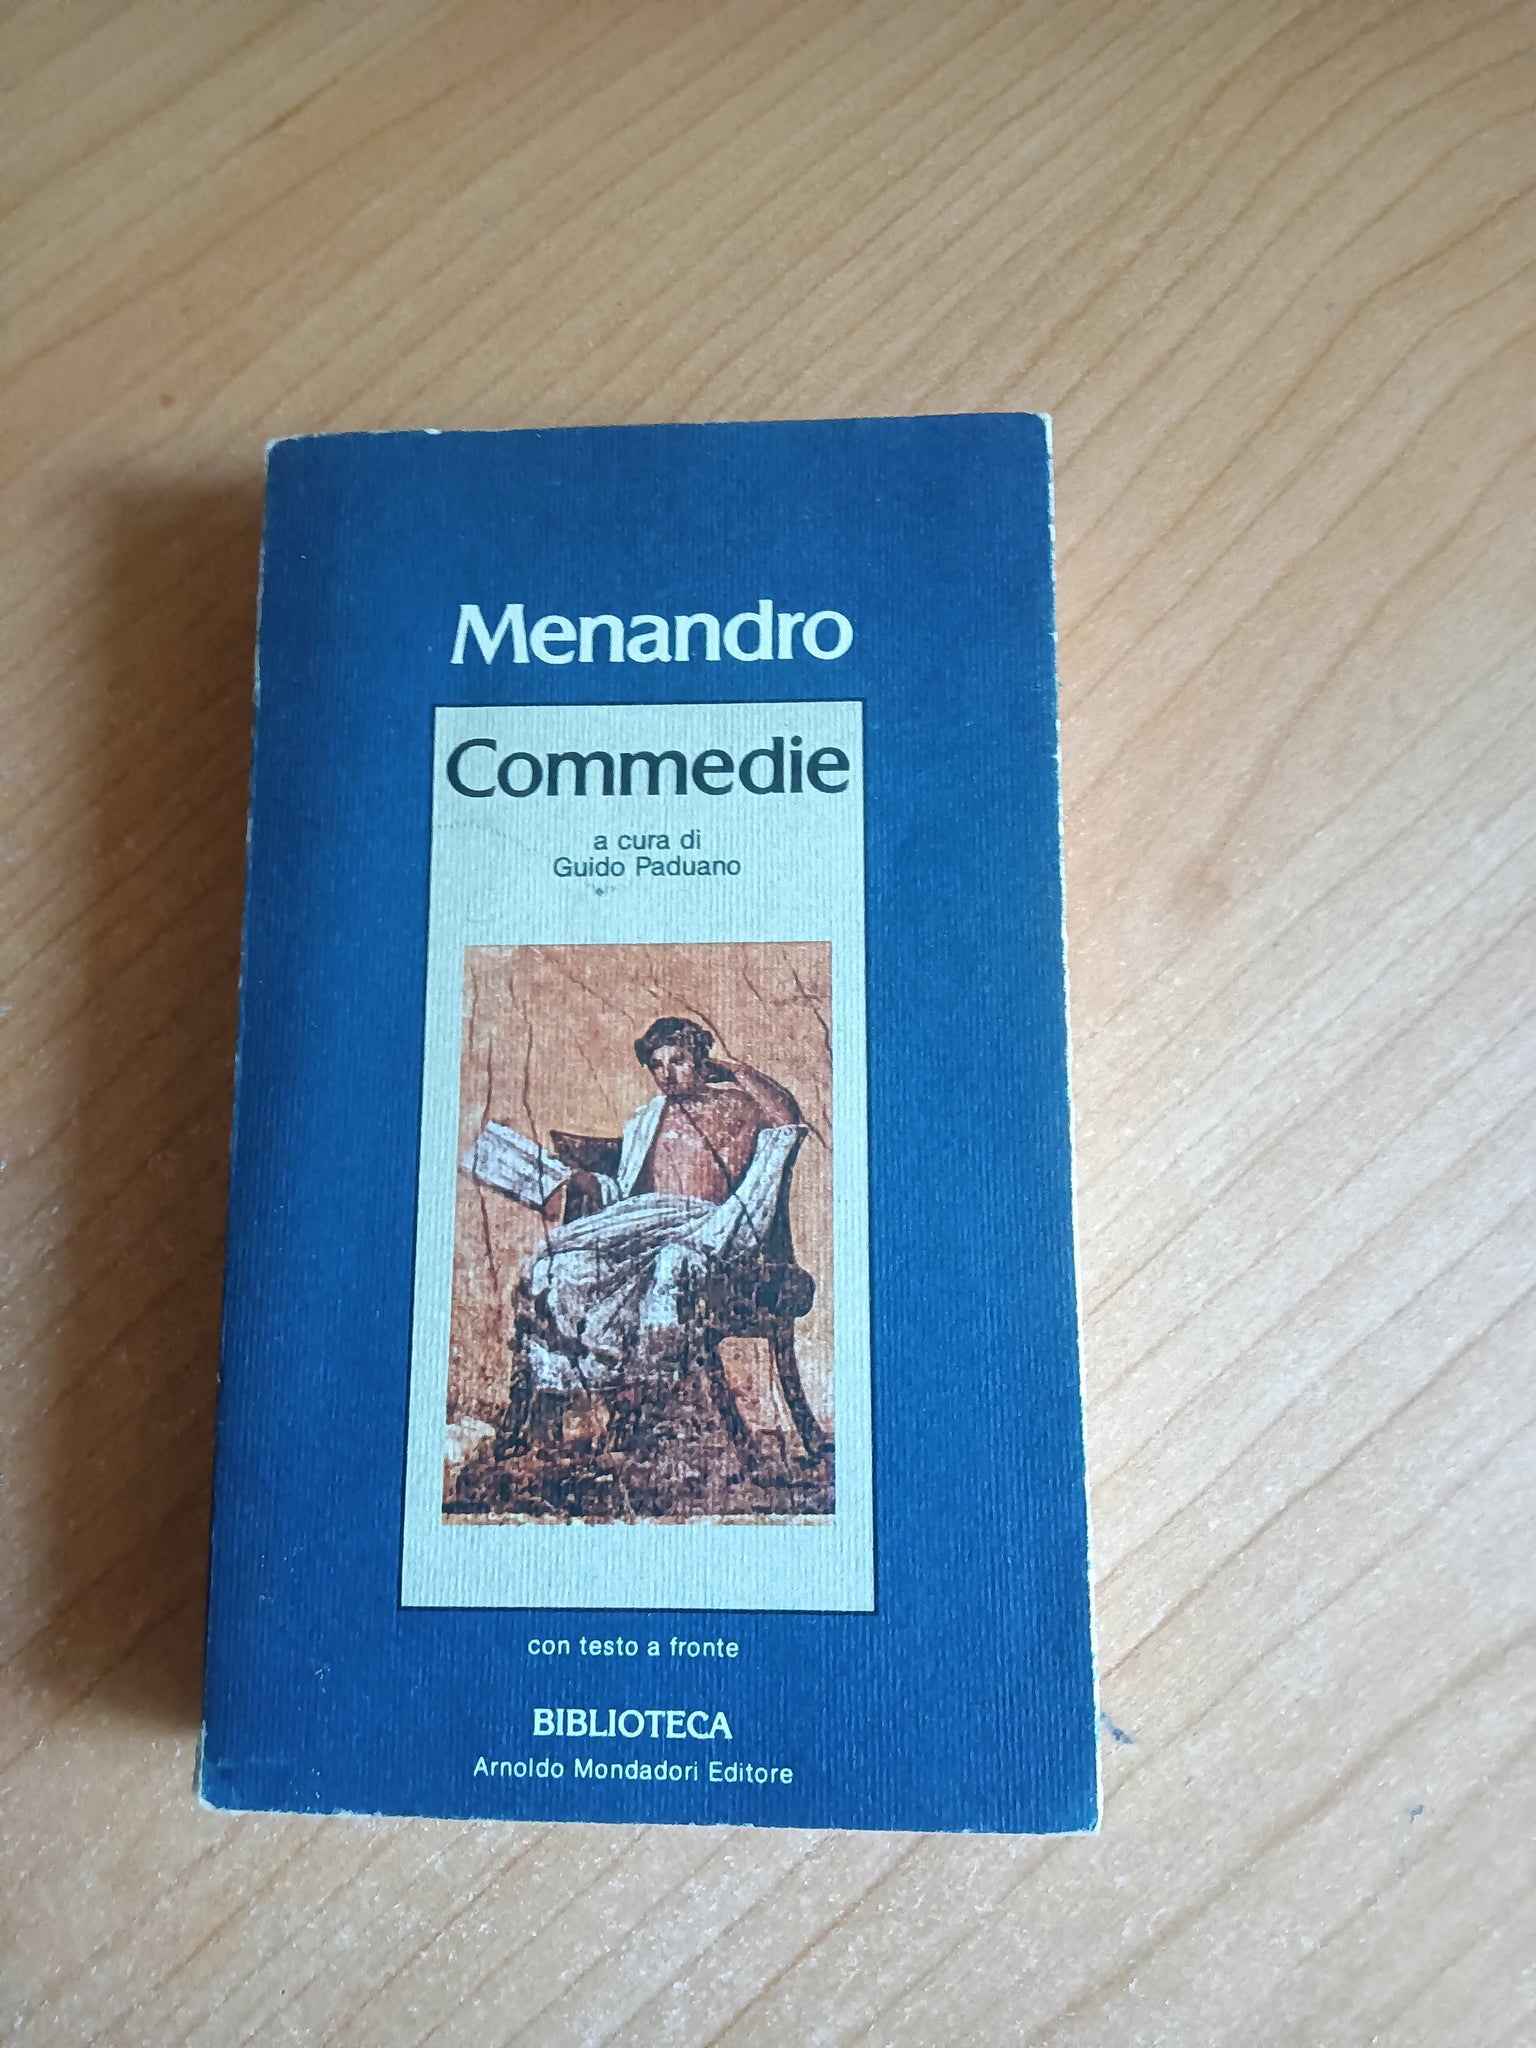 Menandro
Commedie
a cura di
Guido Paduano
con testo a fronte
BIBLIOTECA
Arnoldo Mondadori Editore